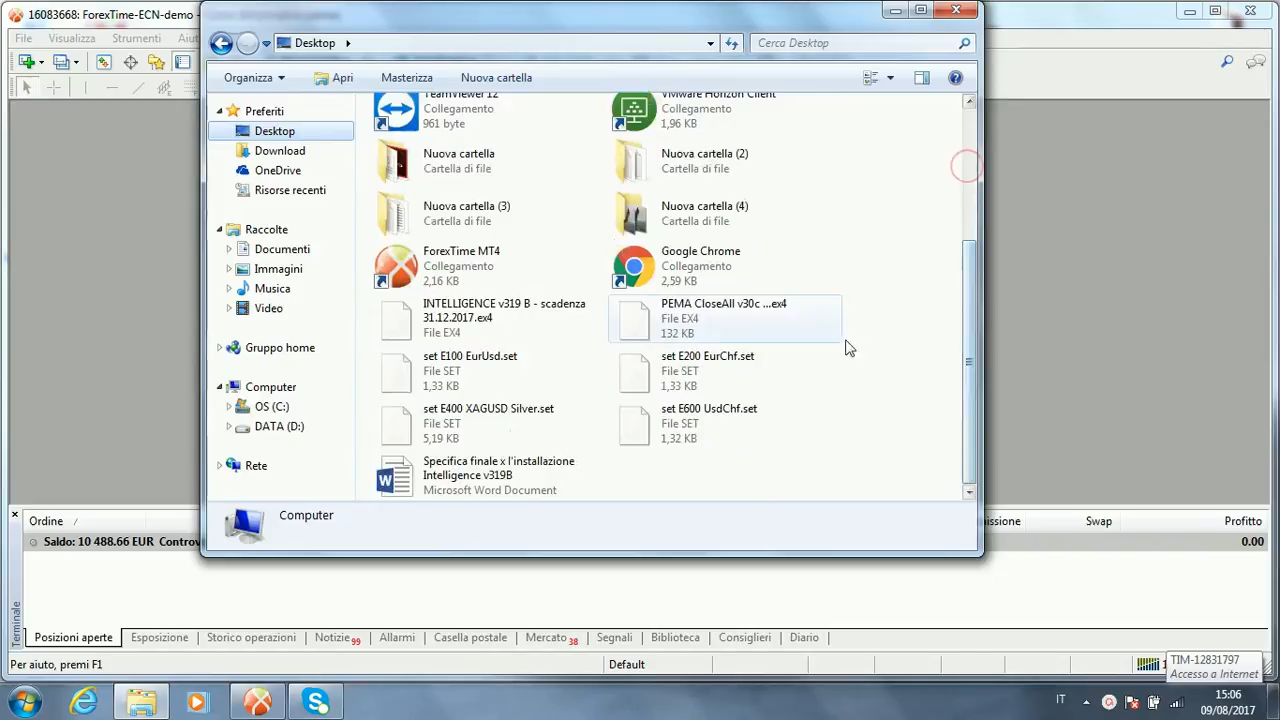 16083668: ForexTime-ECN-demo -
File Visualizza Strumenti Aiut
Desktop
Cerca Desktop
Organizza Apri Masterizza Nuova cartella
Preferiti
Desktop
Download
OneDrive
Risorse recenti
Raccolte
Documenti
Immagini
Musica
Video
Gruppo home
Computer
OS (C:)
DATA (D:)
Rete
TeamViewer 12
Collegamento
961 byte
VMware Horizon Client
Collegamento
1,96 KB
Nuova cartella
Cartella di file
Nuova cartella (2)
Cartella di file
Nuova cartella (3)
Cartella di file
Nuova cartella (4)
Cartella di file
ForexTime MT4
Collegamento
2,16 KB
Google Chrome
Collegamento
2,59 KB
INTELLIGENCE v319 B - scadenza
31.12.2017.ex4
File EX4
PEMA CloseAll v30c ...ex4
File EX4
132 KB
set E100 EurUsd.set
File SET
1,33 KB
set E200 EurChf.set
File SET
1,33 KB
set E400 XAGUSD Silver.set
File SET
5,19 KB
set E600 UsdChf.set
File SET
1,32 KB
Specifica finale x l'installazione
Intelligence v319B
Microsoft Word Document
Computer
Ordine / missione Swap Profitto
Saldo: 10 488.66 EUR Controv 0.00
Terminale
Posizioni aperte Esposizione Storico operazioni Notizie 99 Allarmi Casella postale Mercato 38 Segnali Biblioteca Consiglieri Diario
Per aiuto, premi F1 Default
TIM-12831797
Accesso a Internet
IT 15:06
09/08/2017